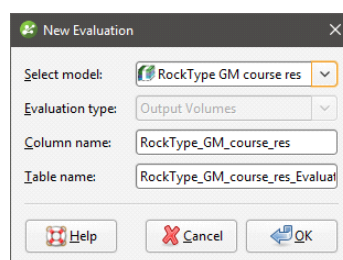 New Evaluation
Select model: RockType GM course res
Evaluation type: Output Volumes
Column name: RockType_GM_course_res
Table name: RockType_GM_course_res_Evaluat
Help Cancel OK